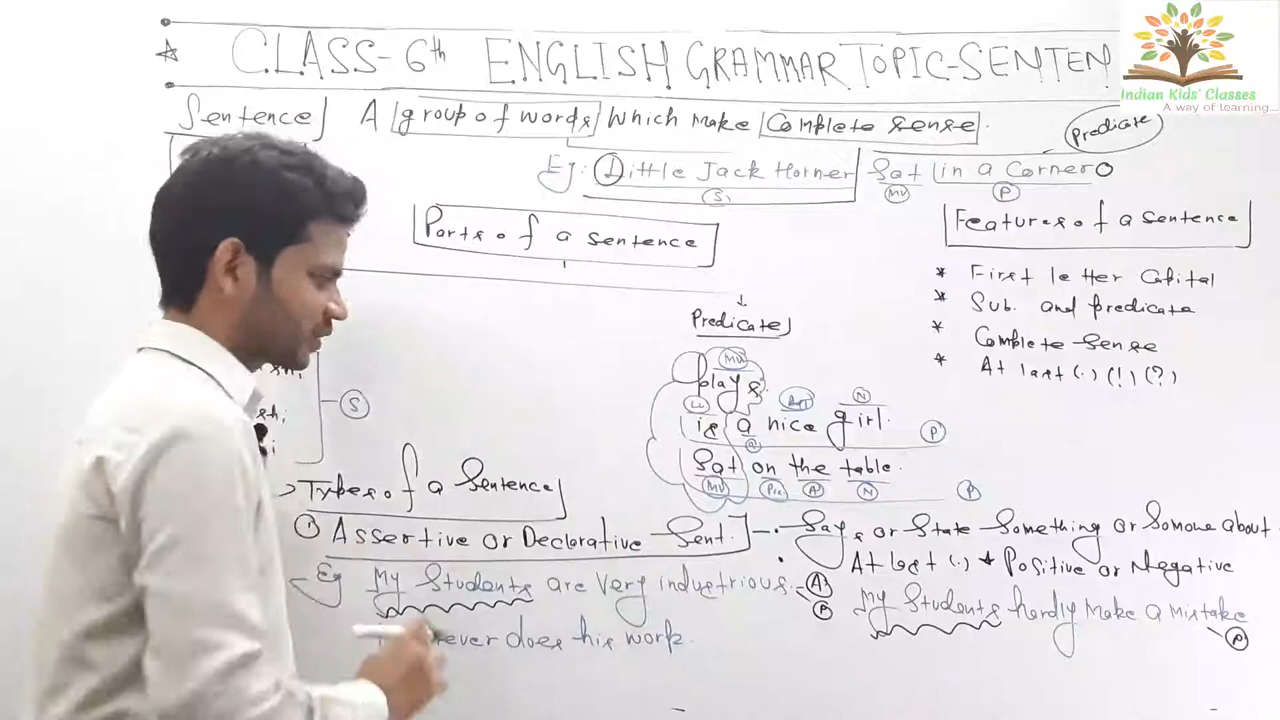 CLASS-6th ENGLISH GRAMMAR TOPIC-SENTEN
Indian Kids' Classes
A way of learning....
Sentence A group of words which make Complete sense.
Predicate
Eg: Little Jack Horner Sat in a Corner
S MV P
Parts of a sentence
Features of a sentence
* First letter Capital
* Sub. and predicate
* Complete Sense
* At last (.) (!) (?)
Predicate
MV
plays.
LV Adj N
is a nice girl.
a P
S
Sat on the table.
MV Pre A N P
Types of a Sentence
1 Assertive or Declarative Sent. - Says or State Something or Somone about
At last (.) * Positive or Negative
Eg My Students are very industrious. A
P My Students hardly make a mistake
P
never does his work.